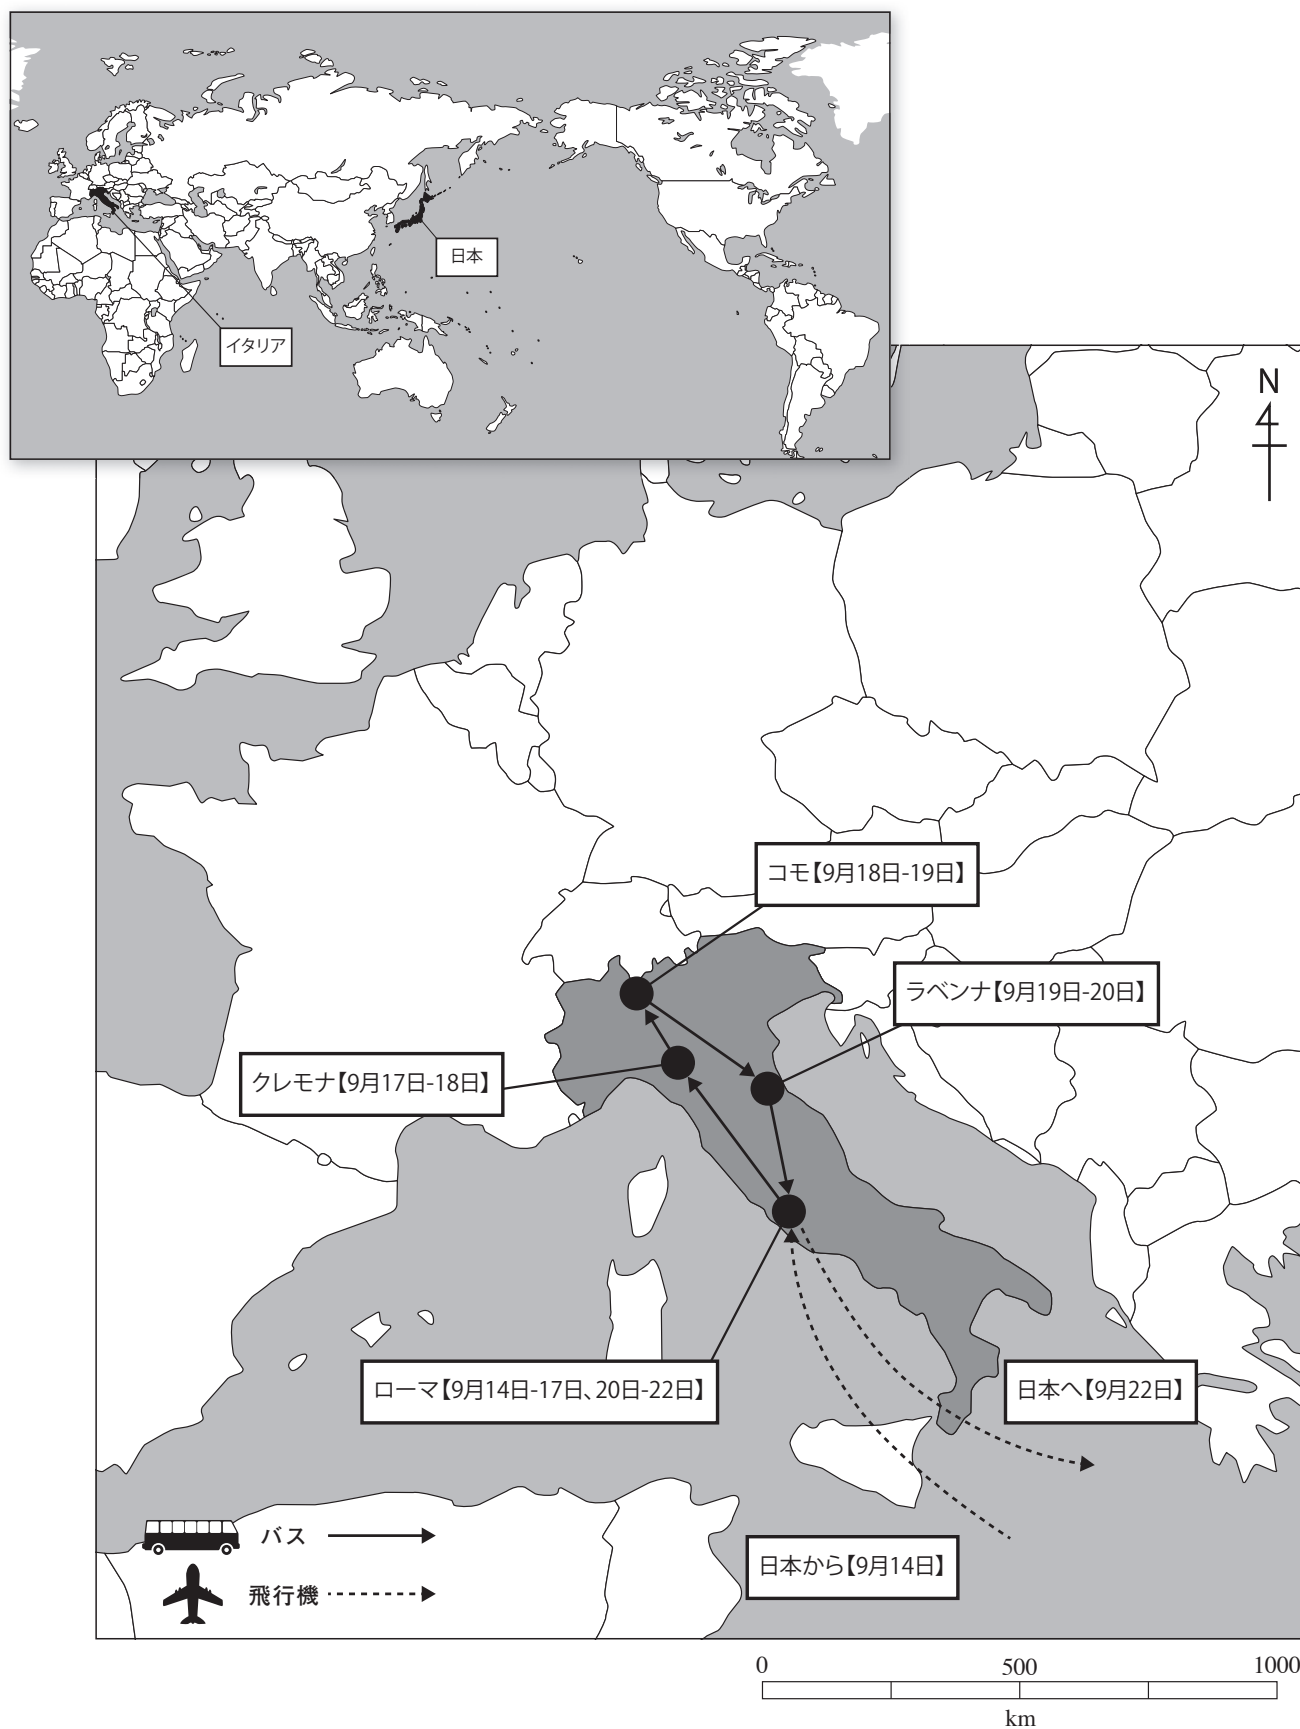 日本
イタリア
N
コモ【9月18日-19日】
ラベンナ【9月19日-20日】
クレモナ【9月17日-18日】
ローマ【9月14日-17日、20日-22日】
日本へ【9月22日】
バス
日本から【9月14日】
飛行機
0 500 1000
km